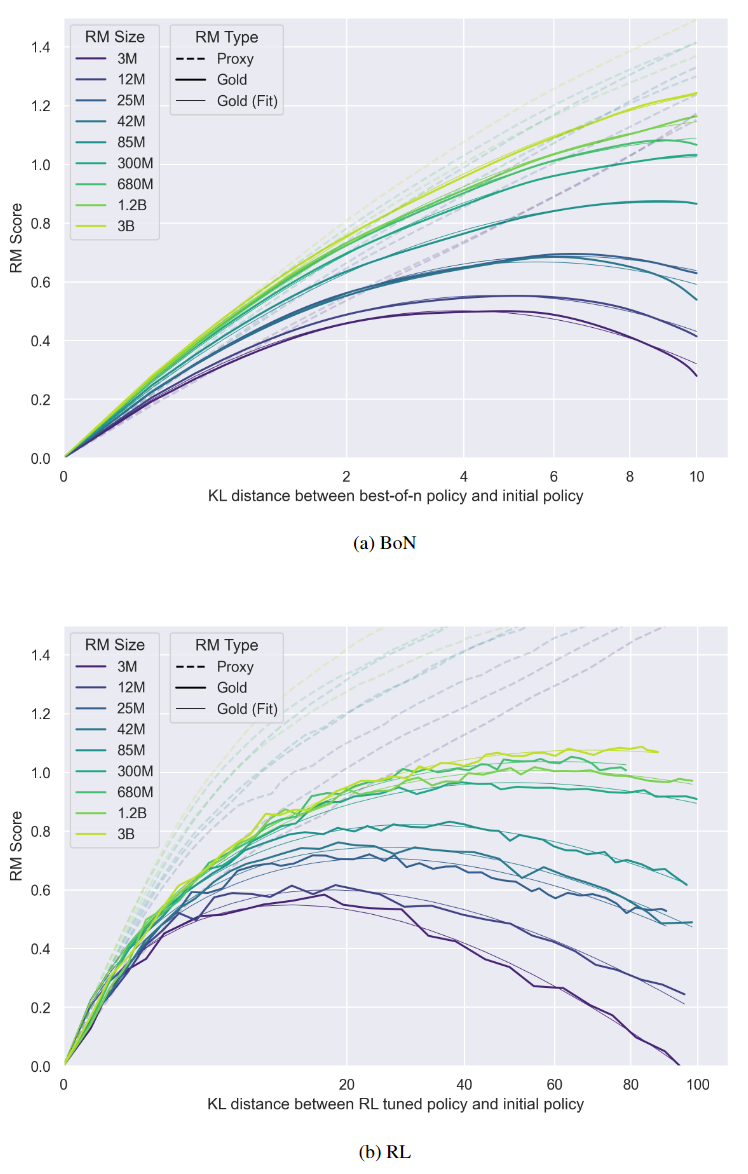 RM Size
3M
12M
25M
42M
85M
300M
680M
1.2B
3B
RM Type
Proxy
Gold
Gold (Fit)
1.4
1.2
1.0
0.8
0.6
0.4
0.2
0.0
RM Score
0
2
4
6
8
10
KL distance between best-of-n policy and initial policy
(a) BoN
RM Size
3M
12M
25M
42M
85M
300M
680M
1.2B
3B
RM Type
Proxy
Gold
Gold (Fit)
1.4
1.2
1.0
0.8
0.6
0.4
0.2
0.0
RM Score
0
20
40
60
80
100
KL distance between RL tuned policy and initial policy
(b) RL